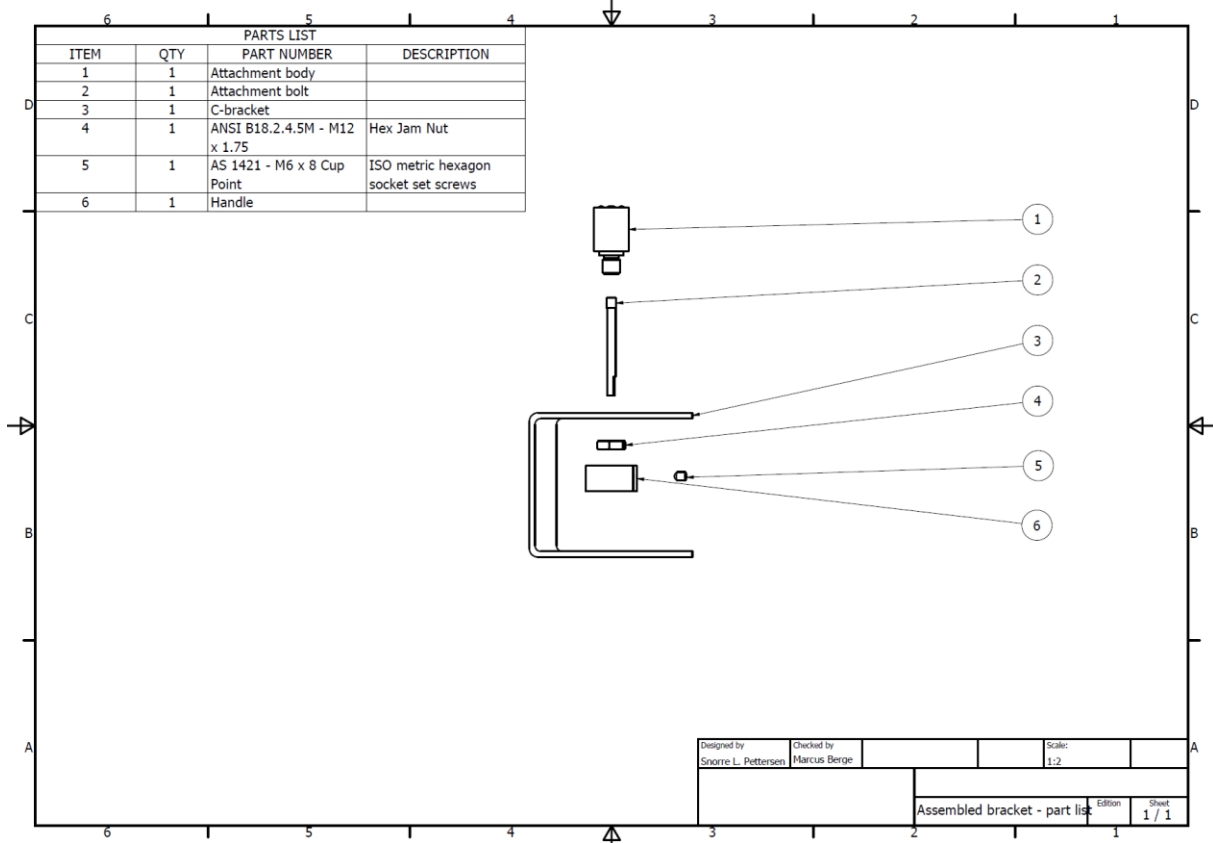 6 5 4 3 2 1
PARTS LIST
ITEM QTY PART NUMBER DESCRIPTION
1 1 Attachment body
2 1 Attachment bolt
3 1 C-bracket
4 1 ANSI B18.2.4.5M - M12 Hex Jam Nut
x 1.75
5 1 AS 1421 - M6 x 8 Cup ISO metric hexagon
Point socket set screws
6 1 Handle
D D
1
2
C C
3
4
5
6
B B
A A
Designed by Checked by Scale:
Snorre L. Pettersen Marcus Berge 1:2
Assembled bracket - part list Edition Sheet
1 / 1
6 5 4 3 2 1